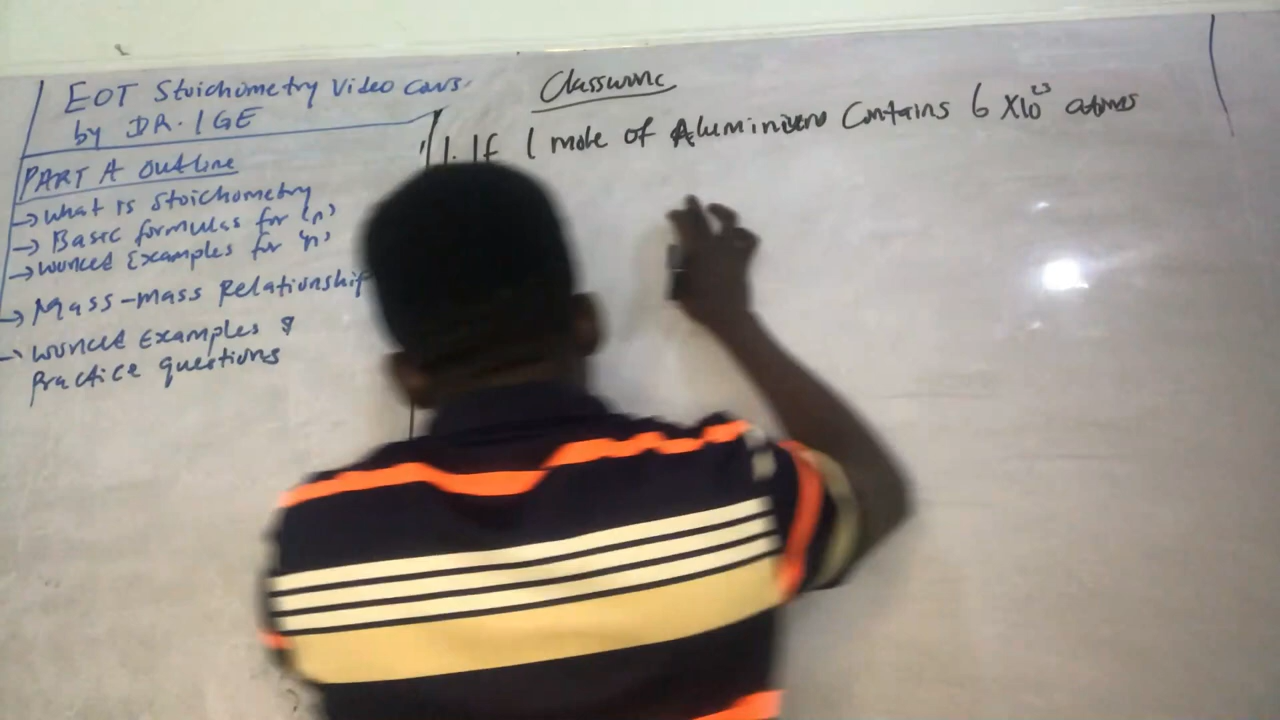 EOT Stoichometry Video
by DR. IGE
PART A Outline
→ What is Stoichometry
→ Basic formulas for 'n'
→ Worked Examples for 'n'
→ Mass-mass Relationship
→ Worked Examples &
Practice questions
Classwork
1. If 1 mole of Aluminium Contains 6 X10²³ atoms